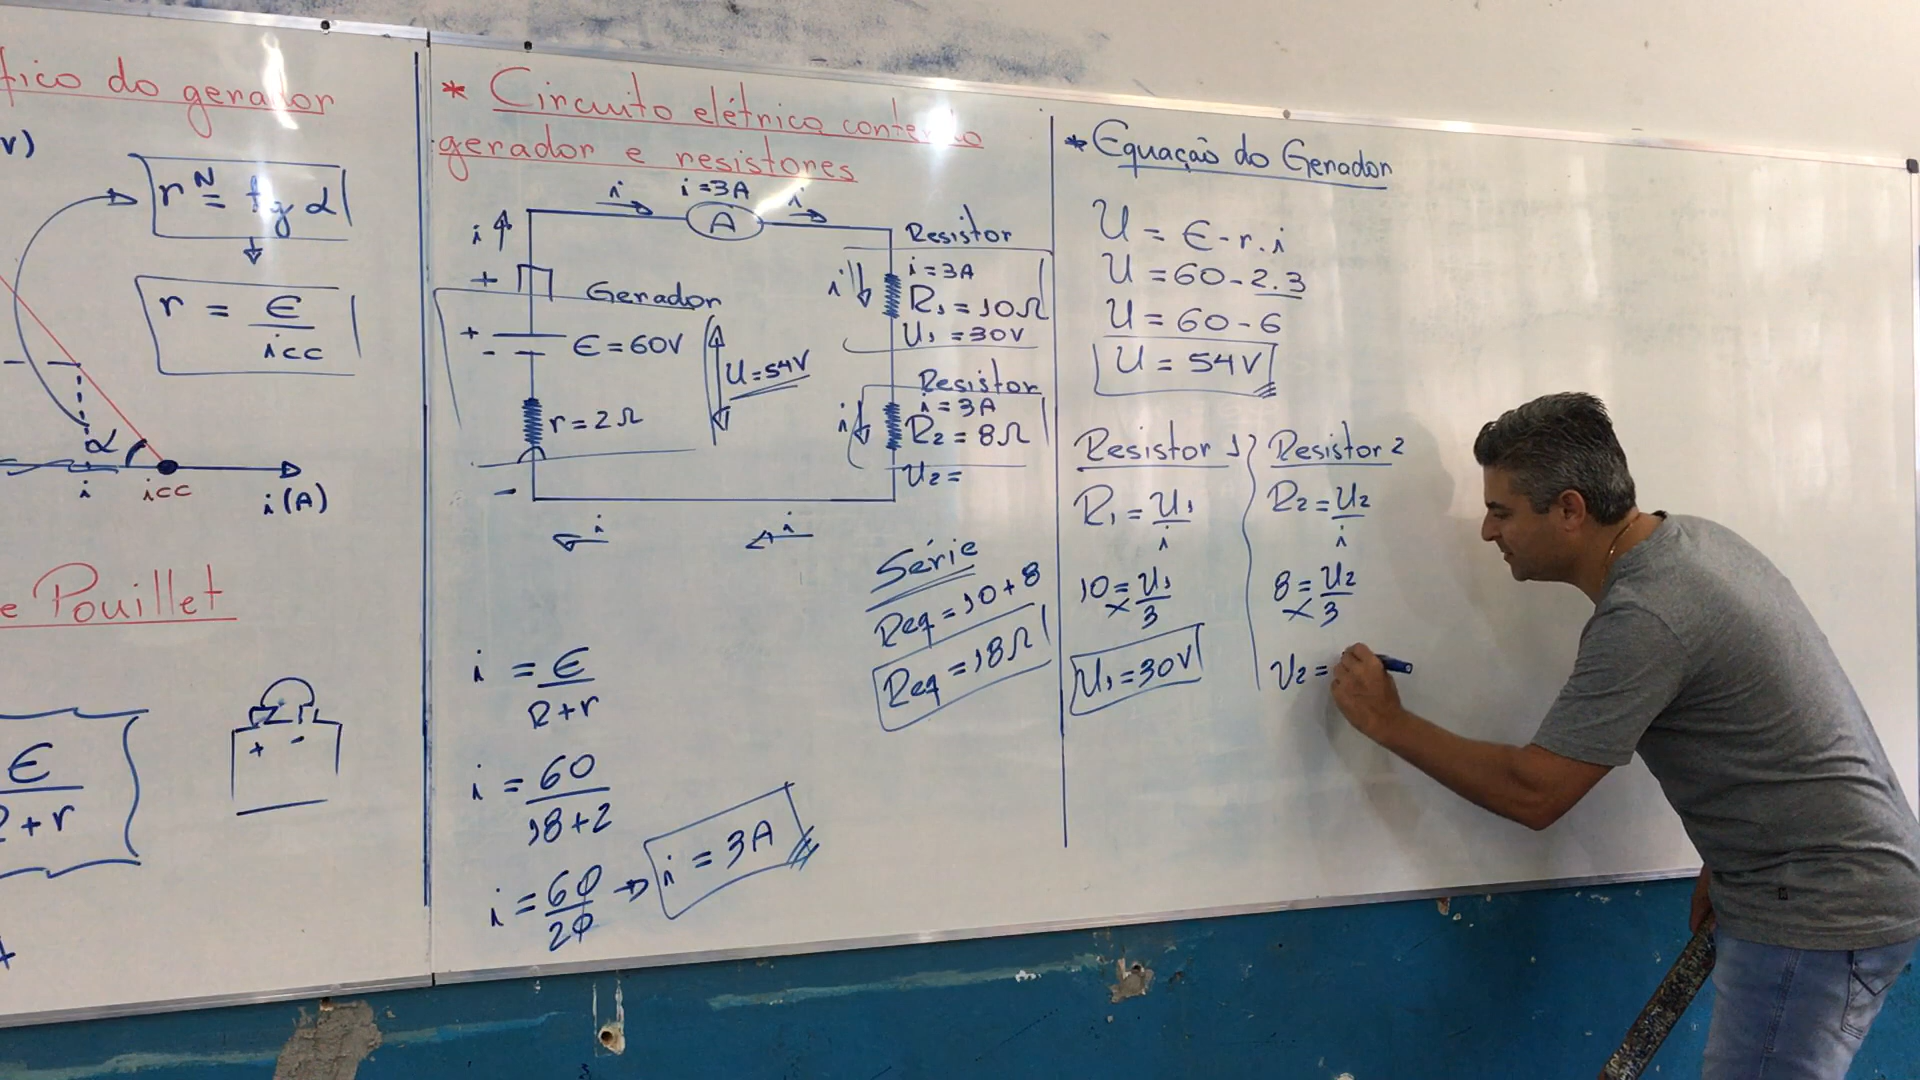 fico do gerador
V)
r N= tg α
r = ε/icc
α
i
icc
i(A)
e Pouillet
ε/R+r
+ -
* Circuito elétrico contendo
gerador e resistores
i
i = 3A
i
A
i
+
Gerador
+
-
ε = 60V
U = 54V
r = 2Ω
-
i
i
Resistor
i
i = 3A
R1 = 10Ω
U1 = 30V
Resistor
i
i = 3A
R2 = 8Ω
U2 =
Série
Req = 10 + 8
Req = 18Ω
i = ε/R+r
i = 60/18+2
i = 60/20 → i = 3A
* Equação do Gerador
U = ε - r.i
U = 60 - 2.3
U = 60 - 6
U = 54V
Resistor 1
R1 = U1/i
10 = U1/3
U1 = 30V
Resistor 2
R2 = U2/i
8 = U2/3
U2 =